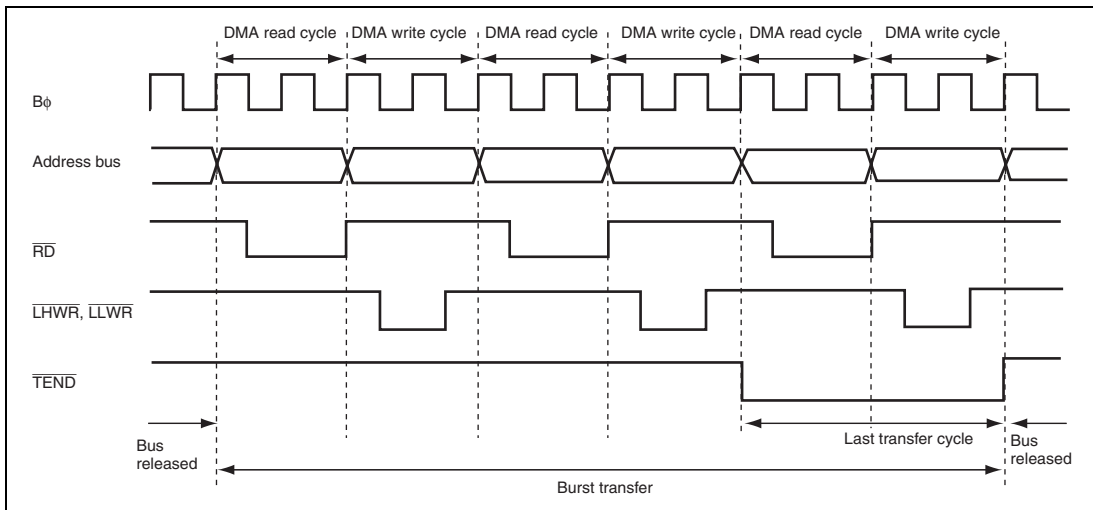 DMA read cycle DMA write cycle DMA read cycle DMA write cycle DMA read cycle DMA write cycle
Bϕ
Address bus
RD
LHWR, LLWR
TEND
Last transfer cycle
Bus released
Bus released
Burst transfer